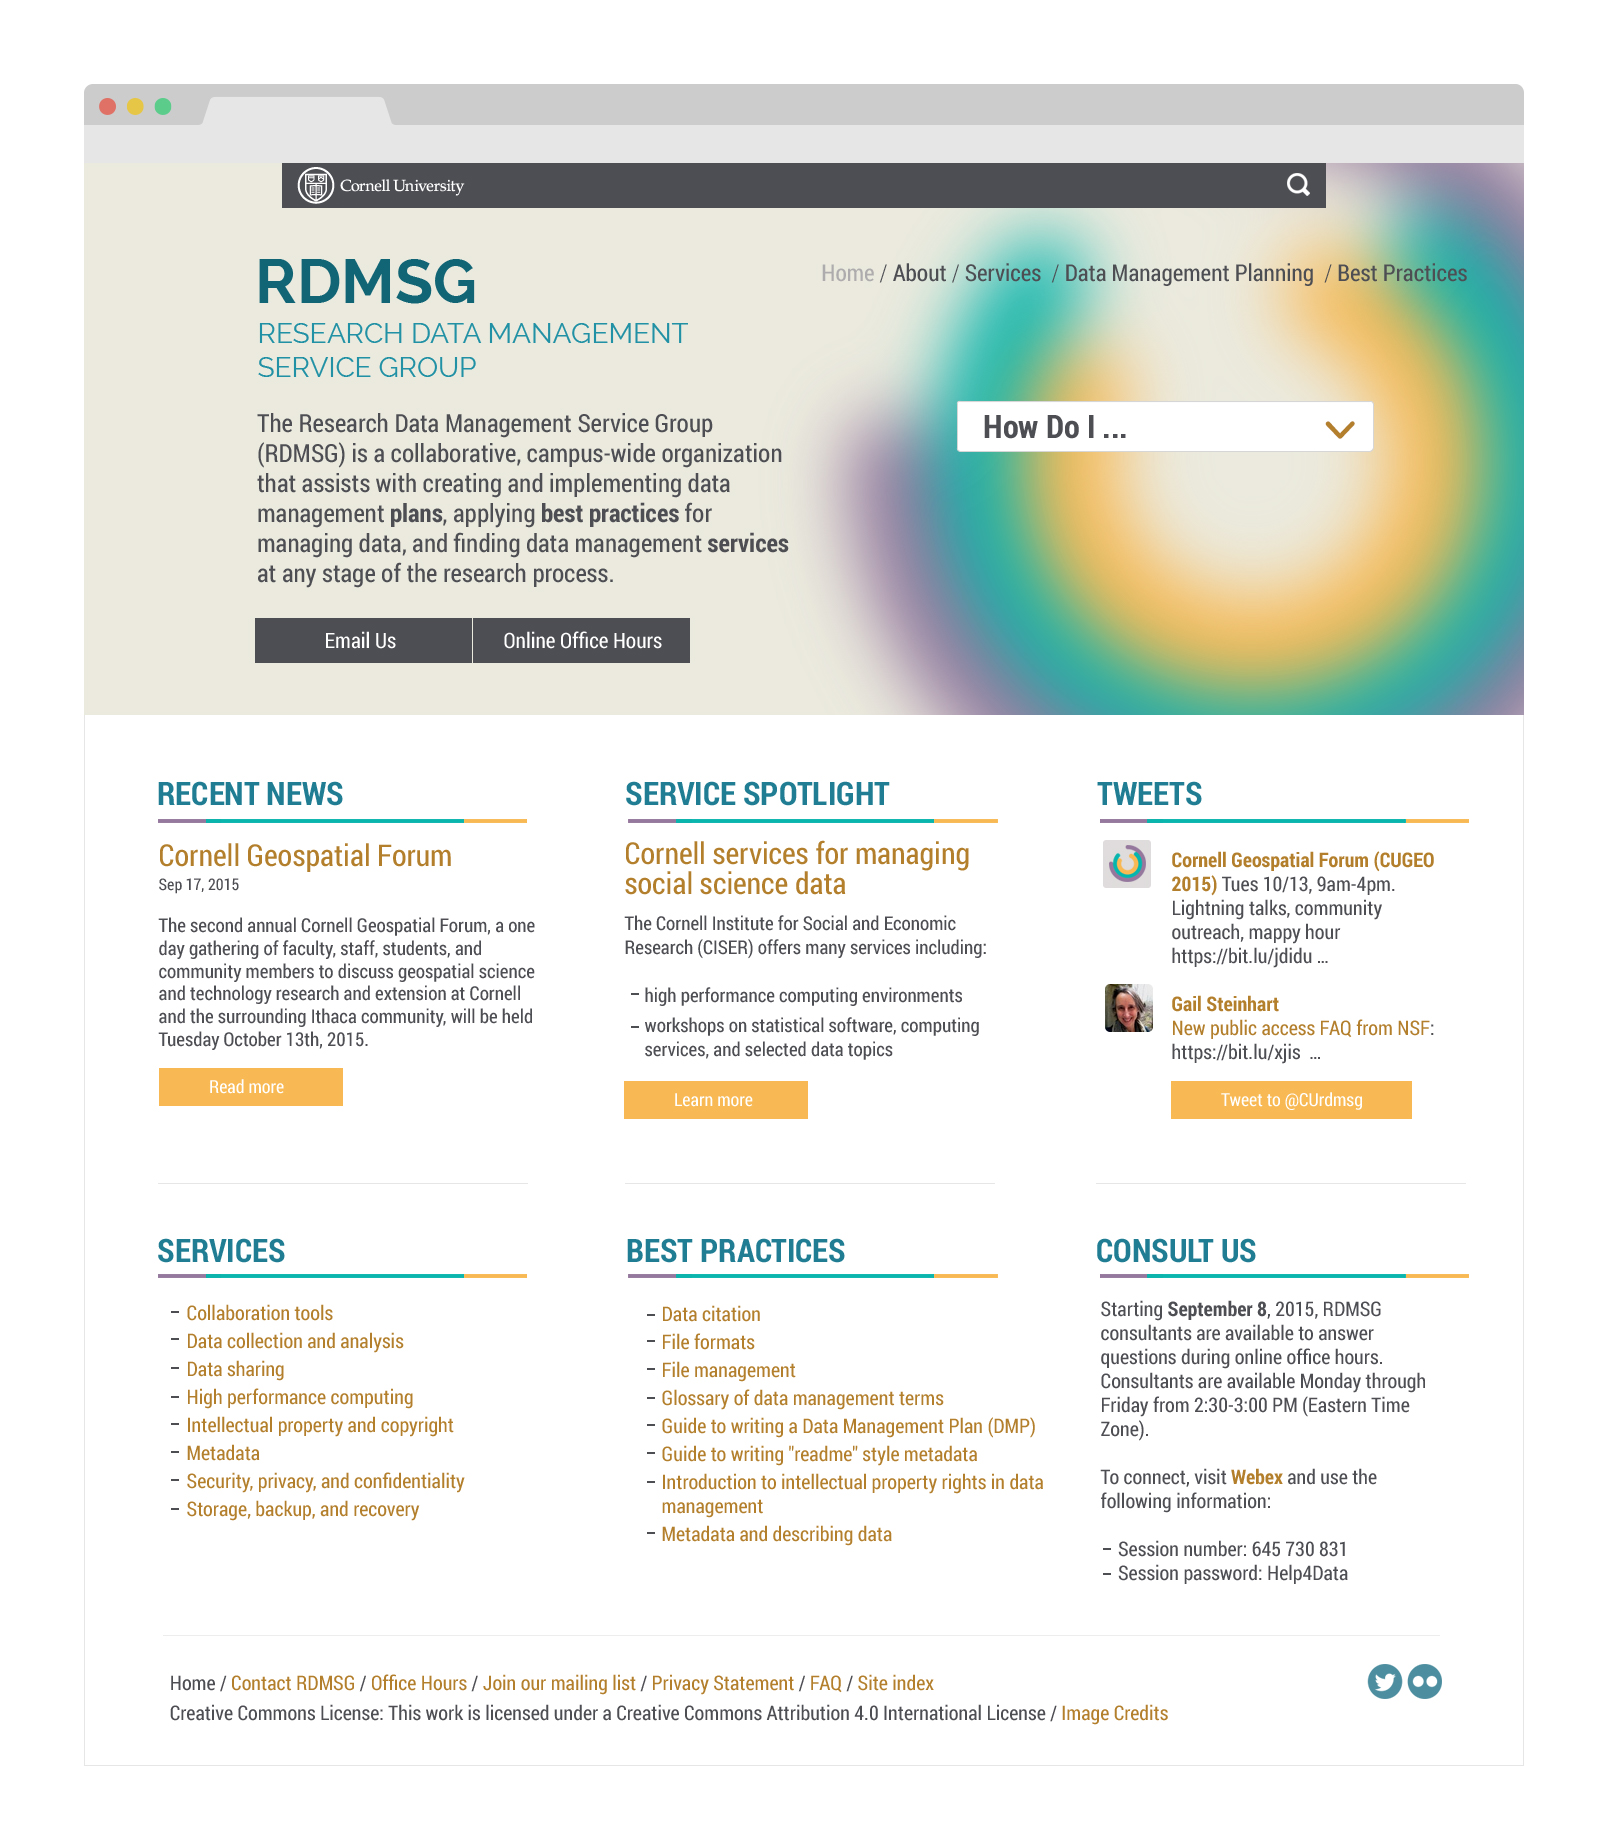 Cornell University
RDMSG
RESEARCH DATA MANAGEMENT
SERVICE GROUP
Home / About / Services / Data Management Planning / Best Practices
The Research Data Management Service Group
(RDMSG) is a collaborative, campus-wide organization
that assists with creating and implementing data
management plans, applying best practices for
managing data, and finding data management services
at any stage of the research process.
How Do I ...
Email Us
Online Office Hours
RECENT NEWS
Cornell Geospatial Forum
Sep 17, 2015
The second annual Cornell Geospatial Forum, a one
day gathering of faculty, staff, students, and
community members to discuss geospatial science
and technology research and extension at Cornell
and the surrounding Ithaca community, will be held
Tuesday October 13th, 2015.
Read more
SERVICE SPOTLIGHT
Cornell services for managing
social science data
The Cornell Institute for Social and Economic
Research (CISER) offers many services including:
– high performance computing environments
– workshops on statistical software, computing
services, and selected data topics
Learn more
TWEETS
Cornell Geospatial Forum (CUGEO
2015) Tues 10/13, 9am-4pm.
Lightning talks, community
outreach, mappy hour
https://bit.lu/jdidu ...
Gail Steinhart
New public access FAQ from NSF:
https://bit.lu/xjis ...
Tweet to @CUrdmsg
SERVICES
– Collaboration tools
– Data collection and analysis
– Data sharing
– High performance computing
– Intellectual property and copyright
– Metadata
– Security, privacy, and confidentiality
– Storage, backup, and recovery
BEST PRACTICES
– Data citation
– File formats
– File management
– Glossary of data management terms
– Guide to writing a Data Management Plan (DMP)
– Guide to writing "readme" style metadata
– Introduction to intellectual property rights in data
management
– Metadata and describing data
CONSULT US
Starting September 8, 2015, RDMSG
consultants are available to answer
questions during online office hours.
Consultants are available Monday through
Friday from 2:30-3:00 PM (Eastern Time
Zone).
To connect, visit Webex and use the
following information:
– Session number: 645 730 831
– Session password: Help4Data
Home / Contact RDMSG / Office Hours / Join our mailing list / Privacy Statement / FAQ / Site index
Creative Commons License: This work is licensed under a Creative Commons Attribution 4.0 International License / Image Credits